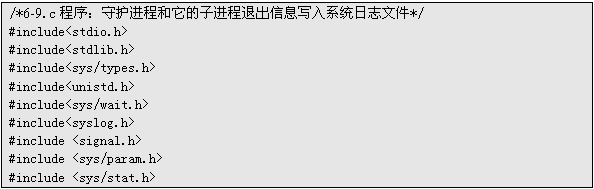 /*6-9.c程序：守护进程和它的子进程退出信息写入系统日志文件*/
#include<stdio.h>
#include<stdlib.h>
#include<sys/types.h>
#include<unistd.h>
#include<sys/wait.h>
#include<syslog.h>
#include <signal.h>
#include <sys/param.h>
#include <sys/stat.h>